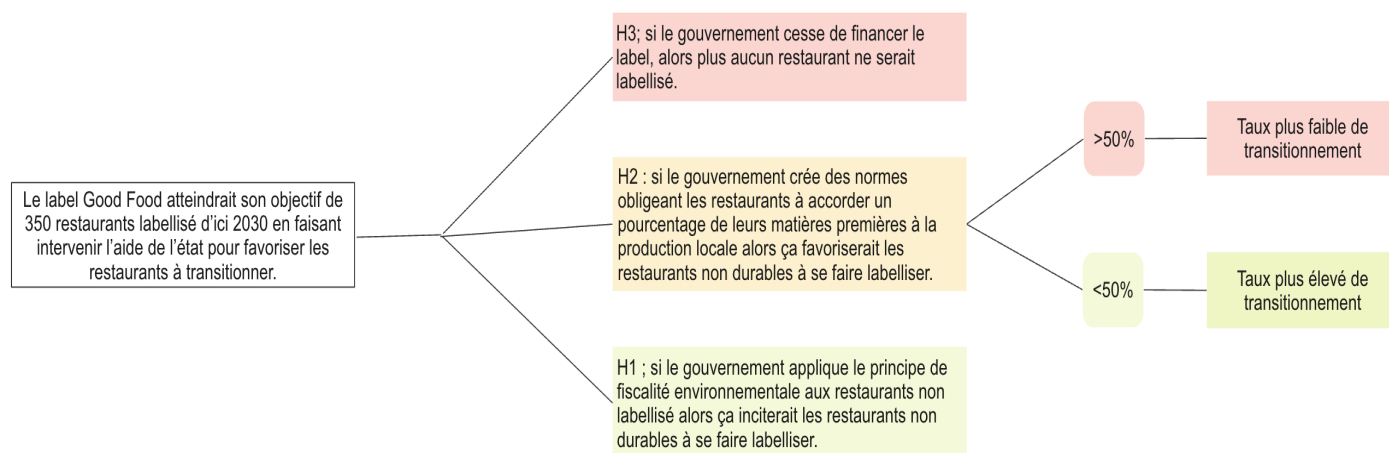 Le label Good Food atteindrait son objectif de
350 restaurants labellisé d'ici 2030 en faisant
intervenir l'aide de l'état pour favoriser les
restaurants à transitionner.
H3; si le gouvernement cesse de financer le
label, alors plus aucun restaurant ne serait
labellisé.
H2 : si le gouvernement crée des normes
obligeant les restaurants à accorder un
pourcentage de leurs matières premières à la
production locale alors ça favoriserait les
restaurants non durables à se faire labelliser.
H1 ; si le gouvernement applique le principe de
fiscalité environnementale aux restaurants non
labellisé alors ça inciterait les restaurants non
durables à se faire labelliser.
>50%
Taux plus faible de
transitionnement
<50%
Taux plus élevé de
transitionnement